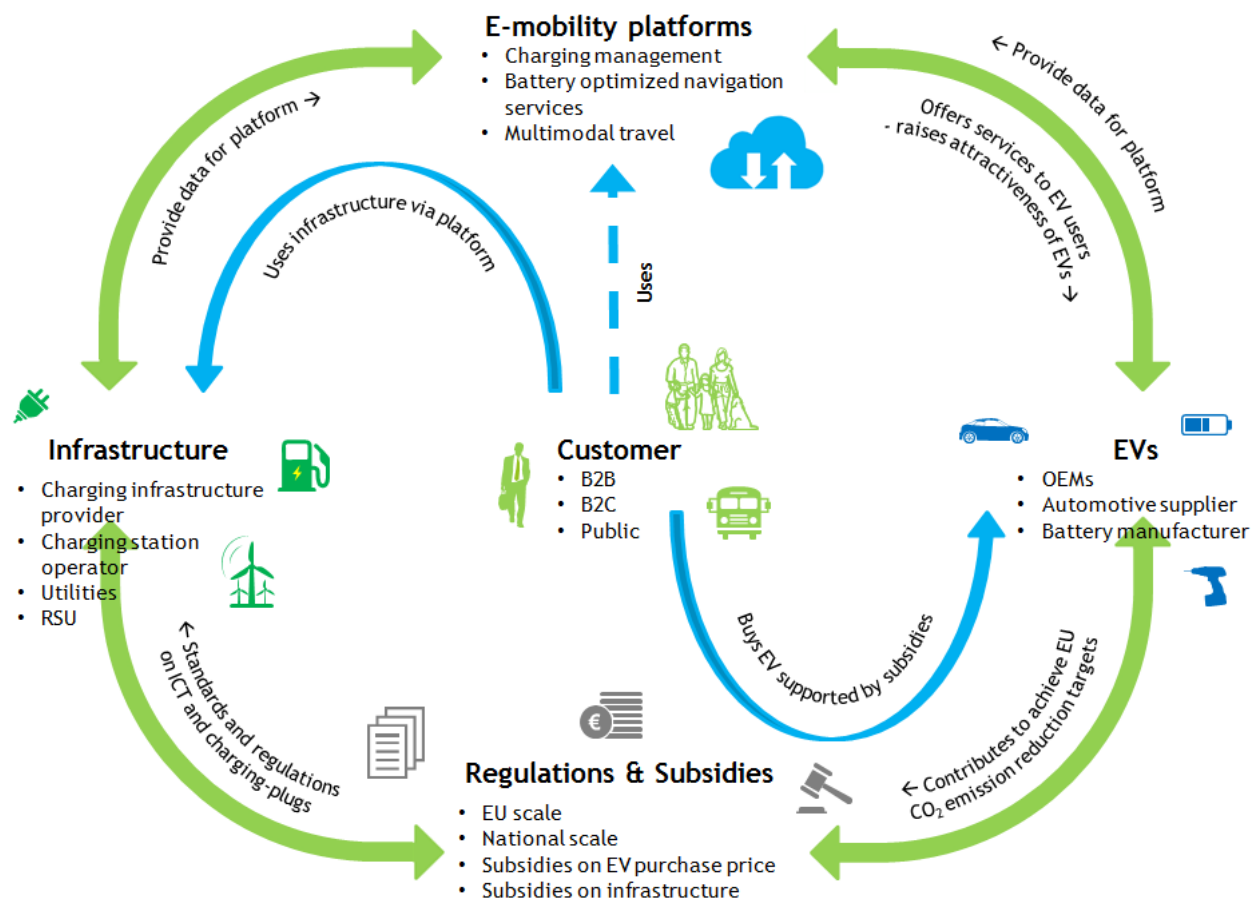 E-mobility platforms
• Charging management
• Battery optimized navigation
services
• Multimodal travel
Provide data for platform →
Uses infrastructure via platform
Uses
← Provide data for platform
Offers services to EV users
- raises attractiveness of EVs →
Infrastructure
• Charging infrastructure
provider
• Charging station
operator
• Utilities
• RSU
Customer
• B2B
• B2C
• Public
EVs
• OEMs
• Automotive supplier
• Battery manufacturer
← Standards and regulations
on ICT and charging-plugs
Buys EV supported by subsidies
← Contributes to achieve EU
CO₂ emission reduction targets
€
Regulations & Subsidies
• EU scale
• National scale
• Subsidies on EV purchase price
• Subsidies on infrastructure